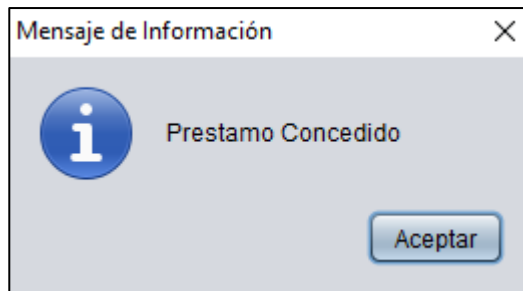 Mensaje de Información
Prestamo Concedido
Aceptar